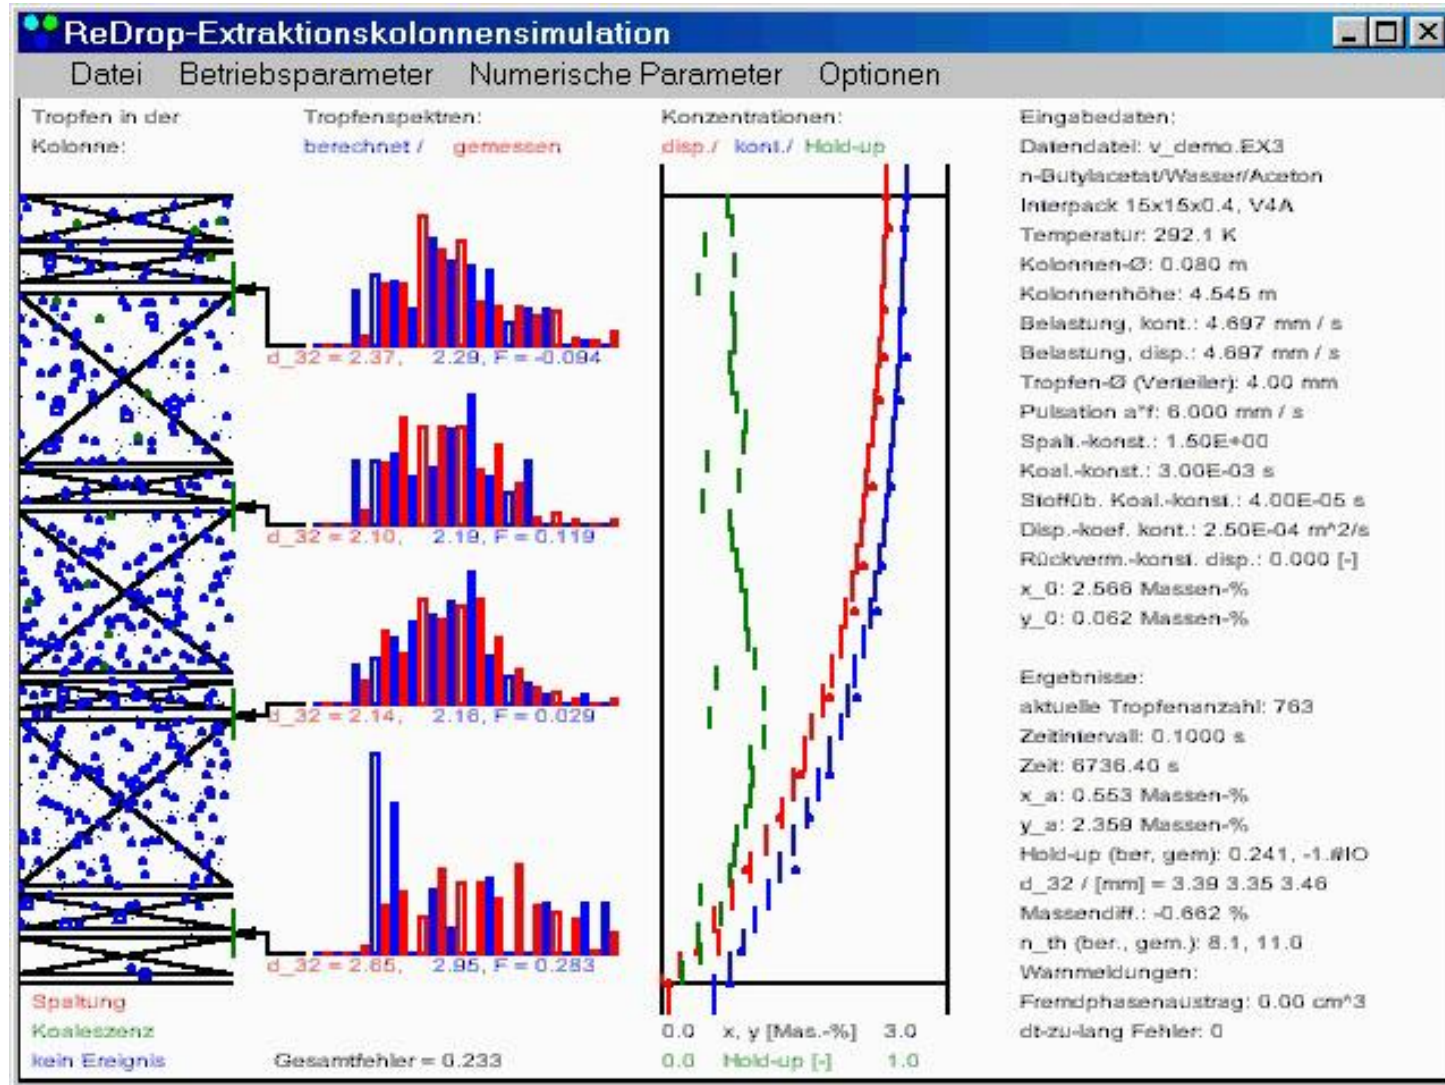 ReDrop-Extraktionskolonnensimulation
Datei Betriebsparameter Numerische Parameter Optionen
Tropfen in der
Kolonne:
Tropfenspektren:
berechnet / gemessen
d_32 = 2.37, 2.29, F = -0.094
d_32 = 2.10, 2.19, F = 0.119
d_32 = 2.14, 2.16, F = 0.029
d_32 = 2.65, 2.95, F = 0.283
Spaltung
Koaleszenz
kein Ereignis
Gesamtfehler = 0.233
Konzentrationen:
disp./ kont./ Hold-up
0.0 x, y [Mas.-%] 3.0
0.0 Hold-up [-] 1.0
Eingabedaten:
Datendatei: v_demo.EX3
n-Butylacetat/Wasser/Aceton
Interpack 15x15x0.4, V4A
Temperatur: 292.1 K
Kolonnen-Ø: 0.080 m
Kolonnenhöhe: 4.545 m
Belastung, kont.: 4.697 mm / s
Belastung, disp.: 4.697 mm / s
Tropfen-Ø (Verteiler): 4.00 mm
Pulsation a*f: 6.000 mm / s
Spalt.-konst.: 1.50E+00
Koal.-konst.: 3.00E-03 s
Stoffüb. Koal.-konst.: 4.00E-05 s
Disp.-koef. kont.: 2.50E-04 m^2/s
Rückverm.-konst. disp.: 0.000 [-]
x_0: 2.566 Massen-%
y_0: 0.062 Massen-%
Ergebnisse:
aktuelle Tropfenanzahl: 763
Zeitintervall: 0.1000 s
Zeit: 6736.40 s
x_a: 0.553 Massen-%
y_a: 2.359 Massen-%
Hold-up (ber, gem): 0.241, -1.#IO
d_32 / [mm] = 3.39 3.35 3.46
Massendiff.: -0.662 %
n_th (ber., gem.): 8.1, 11.0
Warnmeldungen:
Fremdphasenaustrag: 0.00 cm^3
dt-zu-lang Fehler: 0